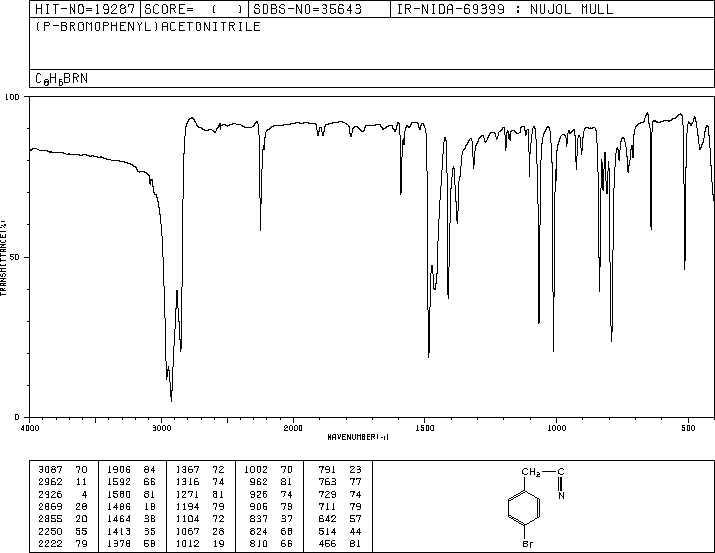 HIT-NO=19287 SCORE= ( ) SDBS-NO=35643 IR-NIDA-69399 : NUJOL MULL
(P-BROMOPHENYL)ACETONITRILE
C8H6BRN
100
50
0
TRANSMITTANCE(%)
4000 3000 2000 1500 1000 500
WAVENUMBER(-1)
3087 70 1906 84 1367 72 1002 70 791 23
2962 11 1592 66 1316 74 962 81 763 77
2926 4 1580 81 1271 81 926 74 729 74
2869 28 1486 18 1194 79 906 79 711 79
2855 20 1464 38 1104 72 837 37 642 57
2250 55 1413 35 1067 28 824 68 514 44
2222 79 1378 58 1012 19 810 66 456 81
CH2 C
N
Br